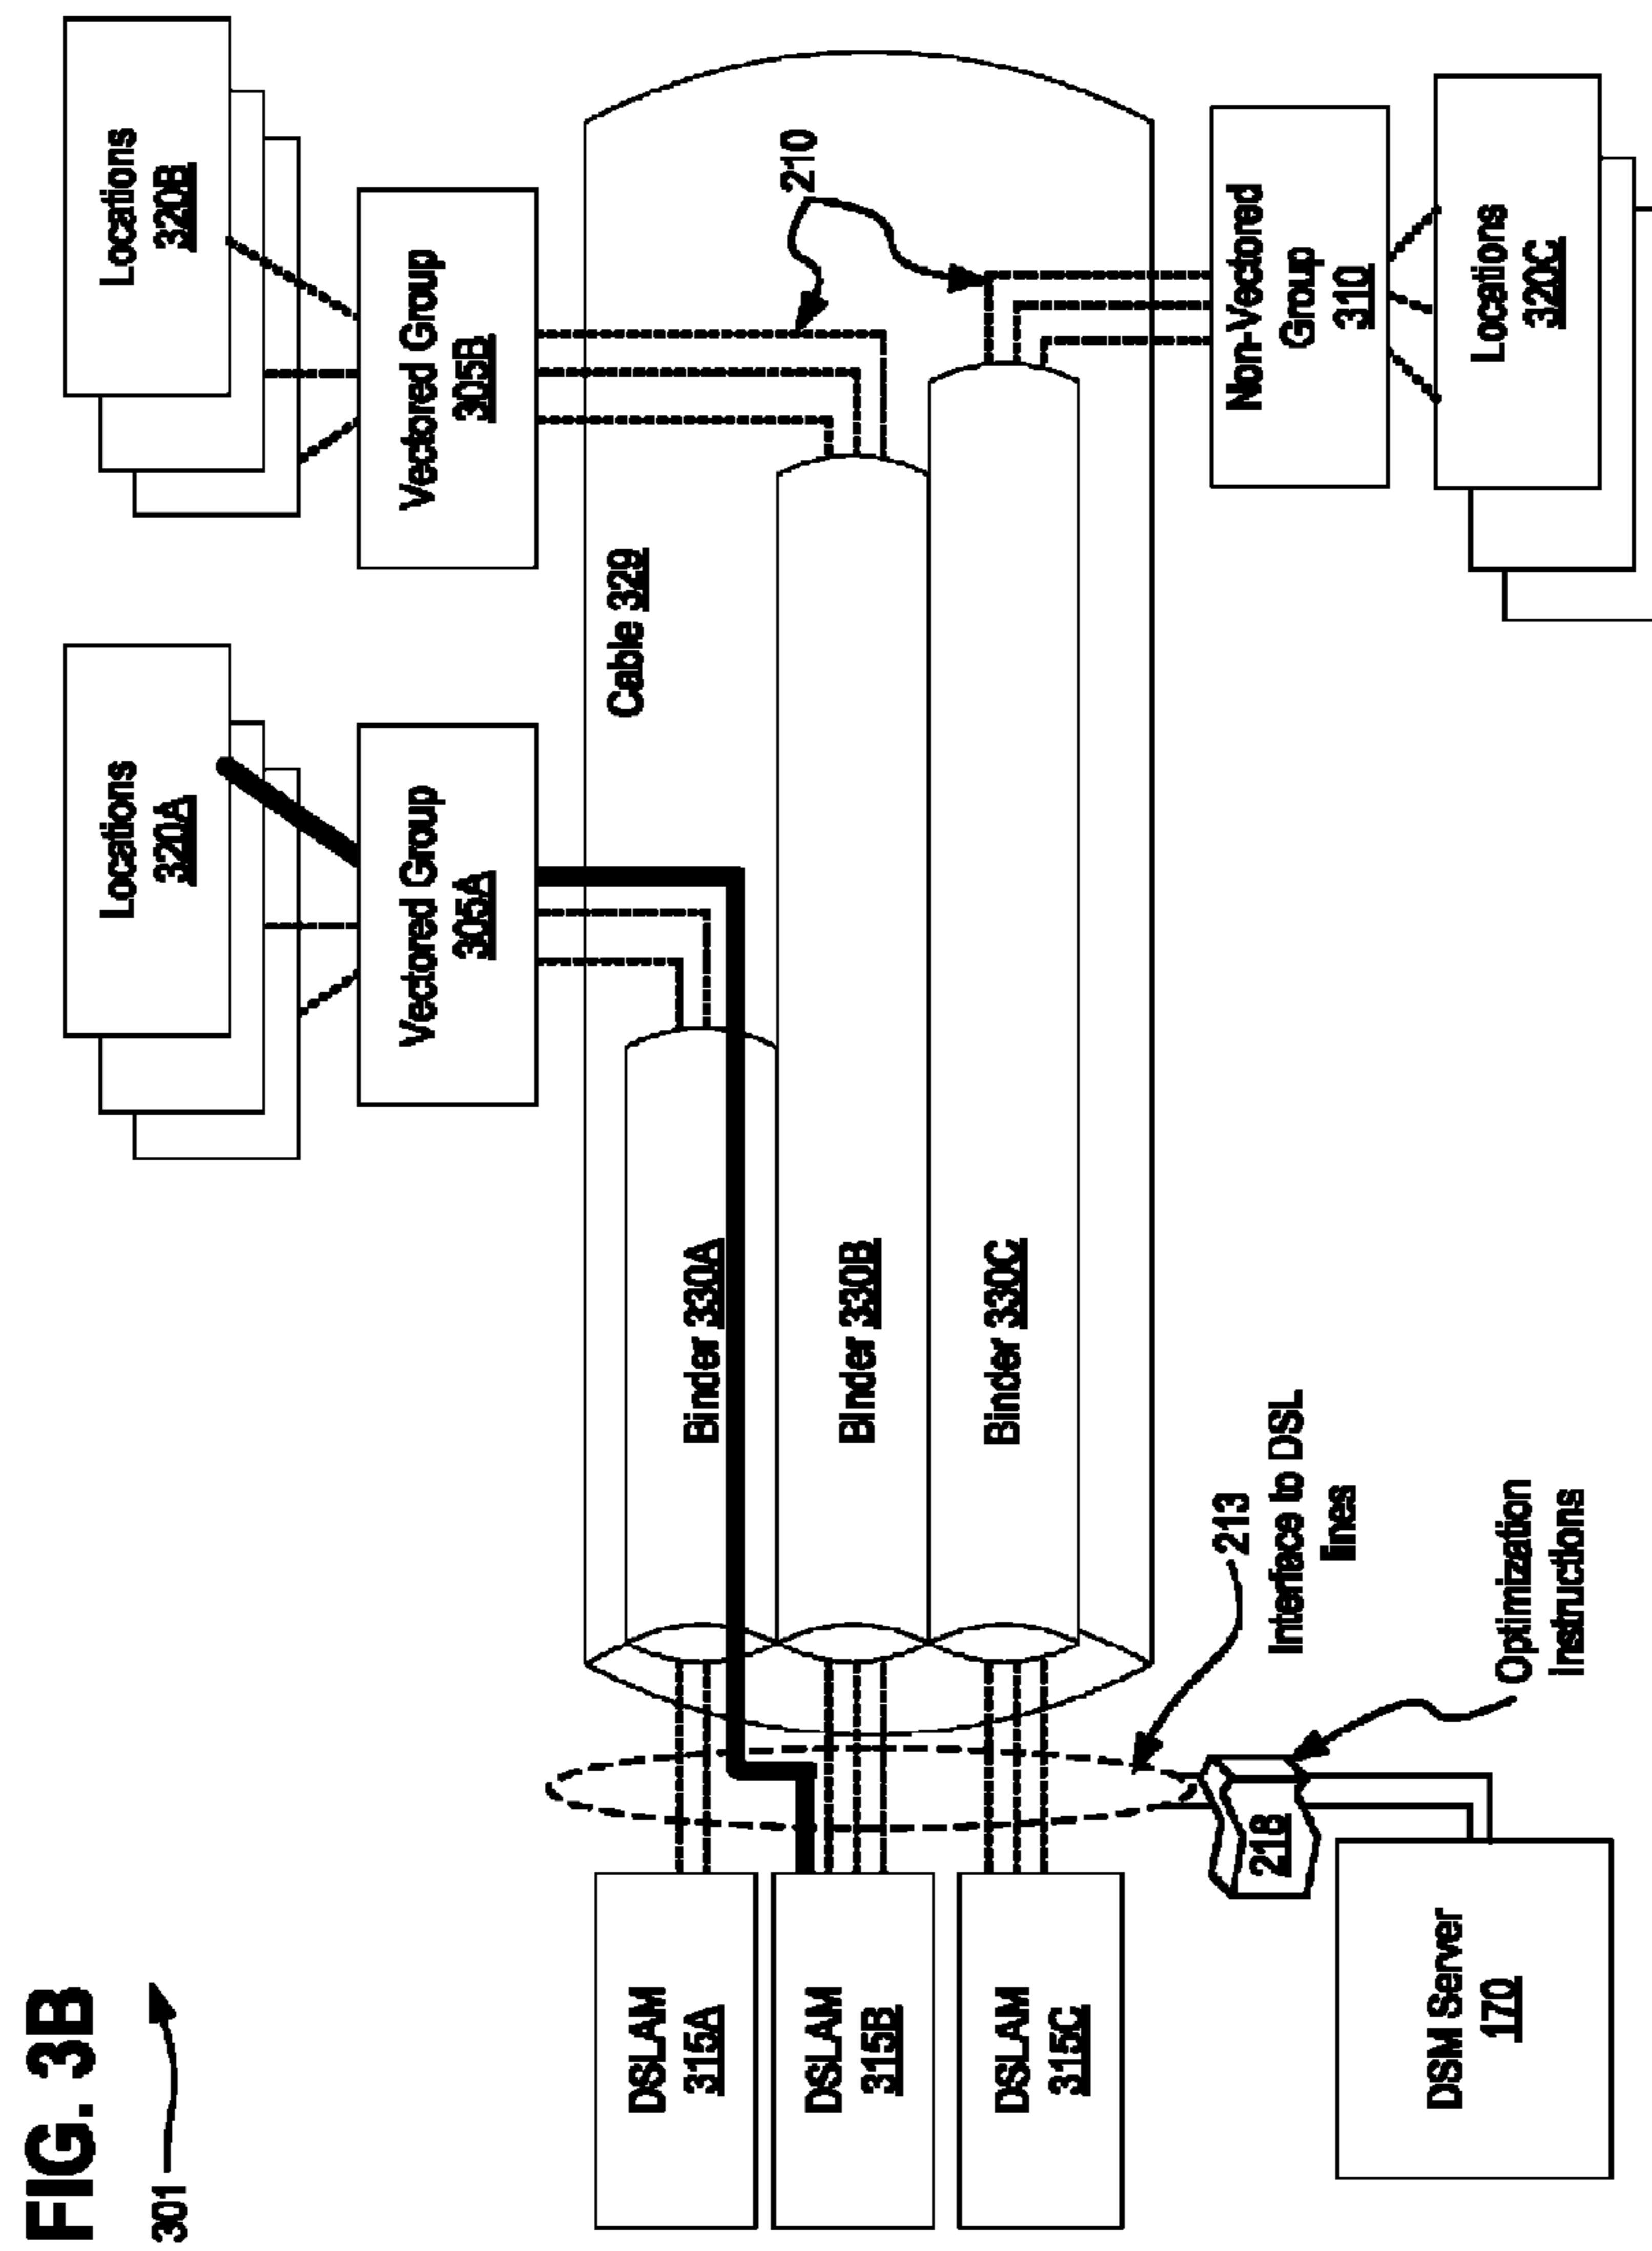 FIG. 3B
301
Locations
320A
Locations
320B
Vectored Group
305A
Vectored Group
305B
Cable 329
210
DSLAM
315A
Binder 330A
DSLAM
315B
Binder 330B
DSLAM
315C
Binder 330C
213
Interface to DSL
lines
Non-Vectored
Group
310
218
Optimization
Instructions
DSM Server
170
Locations
320C